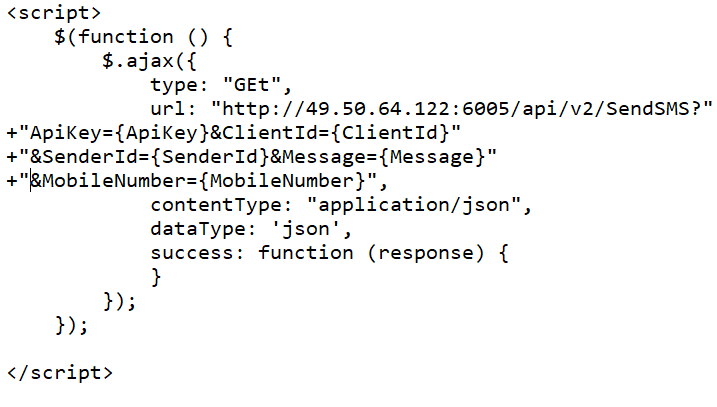 <script>
    $(function () {
        $.ajax({
            type: "GEt",
            url: "http://49.50.64.122:6005/api/v2/SendSMS?"
+"ApiKey={ApiKey}&ClientId={ClientId}"
+"&SenderId={SenderId}&Message={Message}"
+"&MobileNumber={MobileNumber}",
            contentType: "application/json",
            dataType: 'json',
            success: function (response) {
            }
        });
    });
</script>